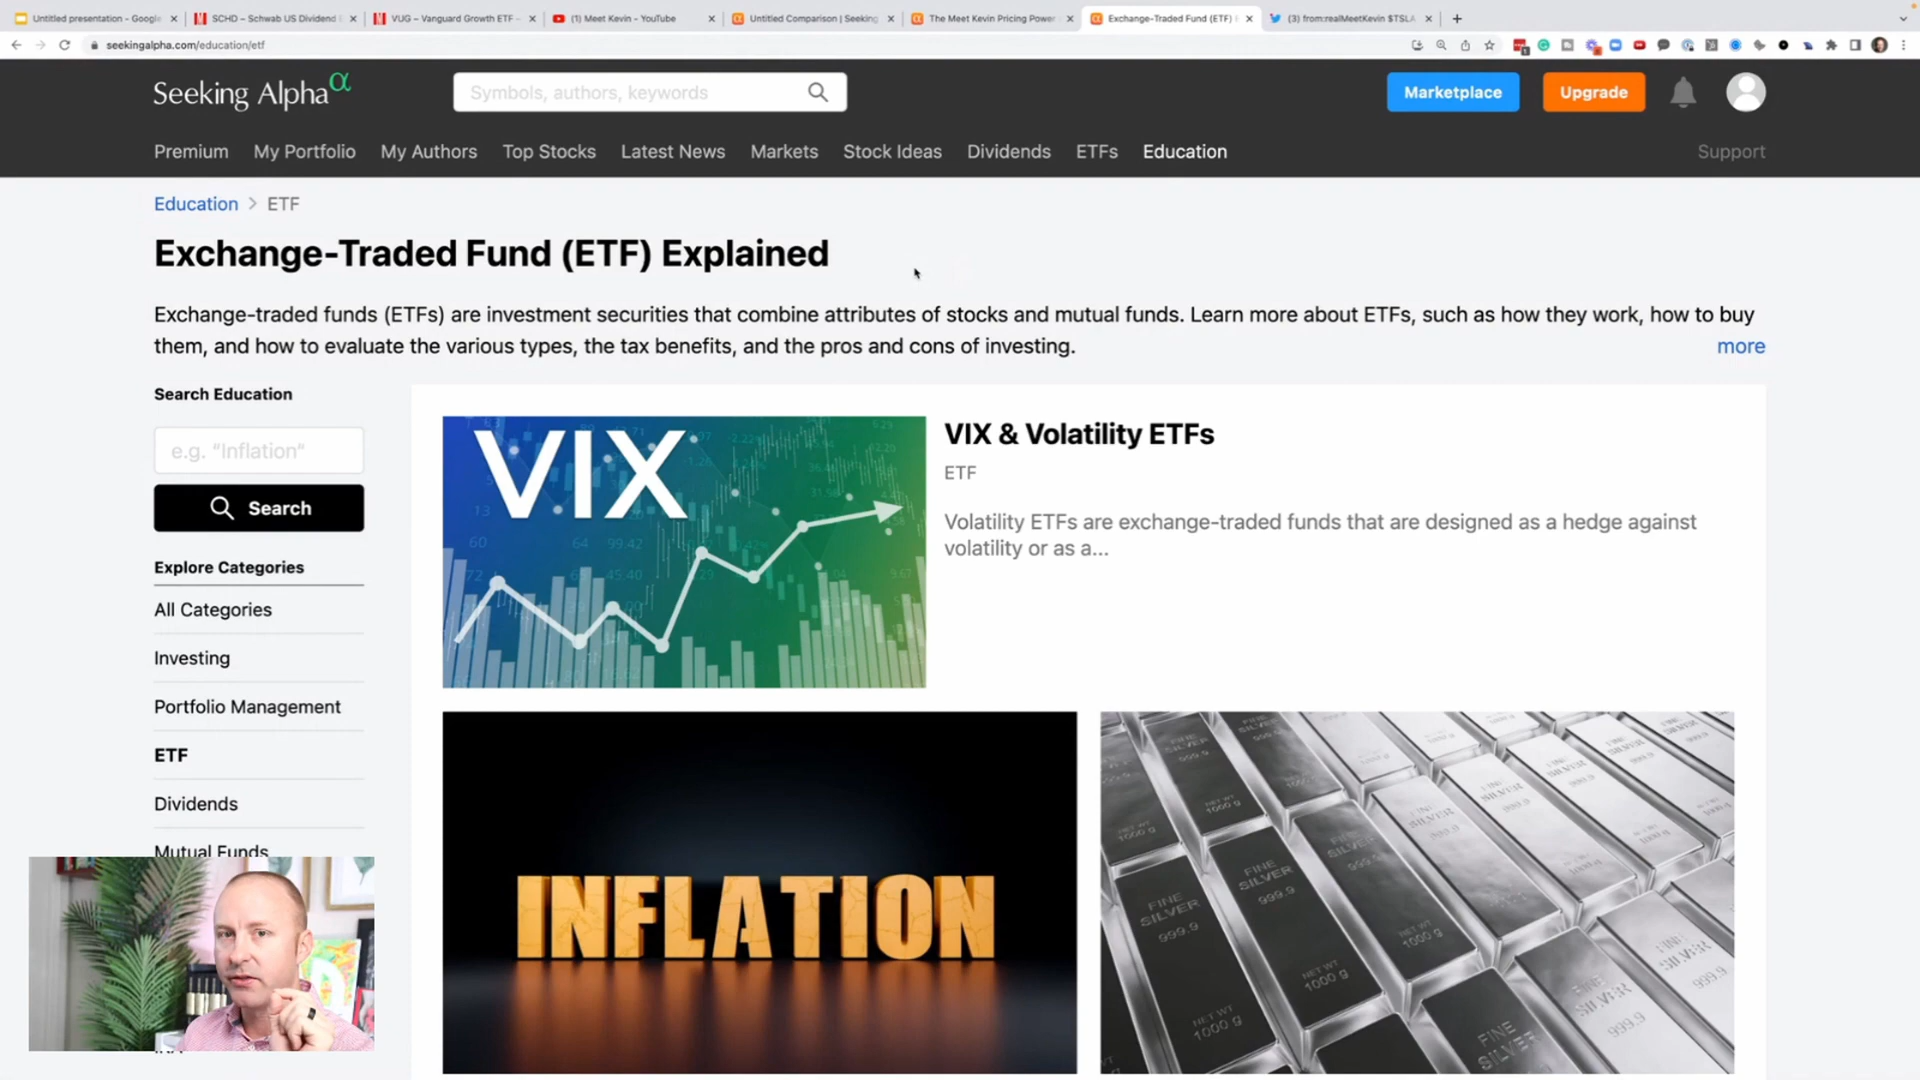 Untitled presentation - Google
SCHD – Schwab US Dividend E
VUG – Vanguard Growth ETF –
(1) Meet Kevin - YouTube
Untitled Comparison | Seeking
The Meet Kevin Pricing Power
Exchange-Traded Fund (ETF)
(3) from:realMeetKevin $TSLA
seekingalpha.com/education/etf
Seeking Alpha α
Symbols, authors, keywords
Marketplace
Upgrade
Premium
My Portfolio
My Authors
Top Stocks
Latest News
Markets
Stock Ideas
Dividends
ETFs
Education
Support
Education > ETF
Exchange-Traded Fund (ETF) Explained
Exchange-traded funds (ETFs) are investment securities that combine attributes of stocks and mutual funds. Learn more about ETFs, such as how they work, how to buy
them, and how to evaluate the various types, the tax benefits, and the pros and cons of investing.
more
Search Education
e.g. “Inflation”
Search
Explore Categories
All Categories
Investing
Portfolio Management
ETF
Dividends
Mutual Funds
VIX
VIX & Volatility ETFs
ETF
Volatility ETFs are exchange-traded funds that are designed as a hedge against
volatility or as a...
INFLATION
FINE
SILVER
999.9
NET WT
1000 g